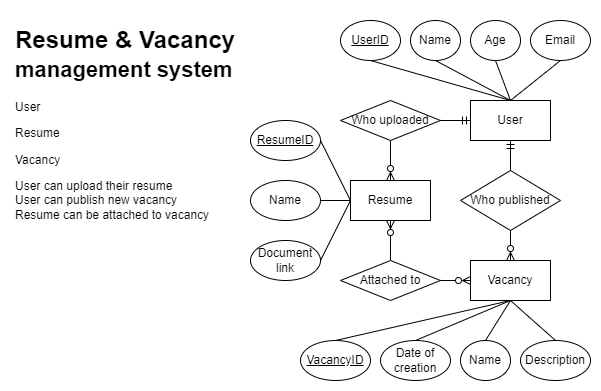 Resume & Vacancy
management system
User
Resume
Vacancy
User can upload their resume
User can publish new vacancy
Resume can be attached to vacancy
UserID
Name
Age
Email
Who uploaded
User
ResumeID
Name
Document
link
Resume
Who published
Attached to
Vacancy
VacancyID
Date of
creation
Name
Description